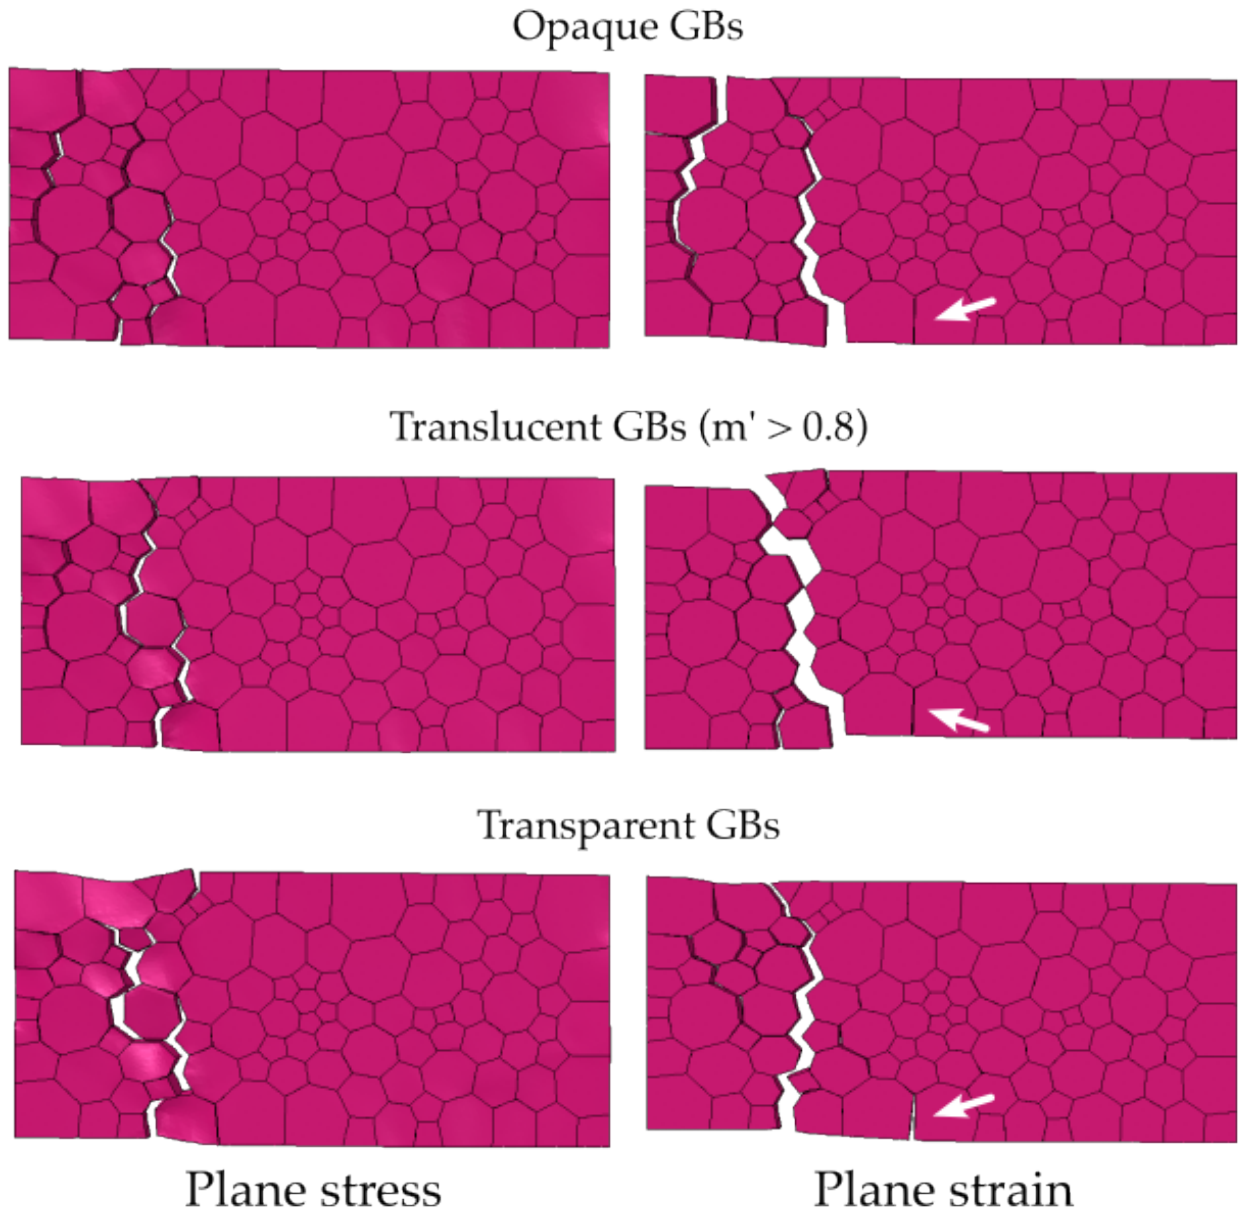 Opaque GBs
Translucent GBs (m' > 0.8)
Transparent GBs
Plane stress
Plane strain